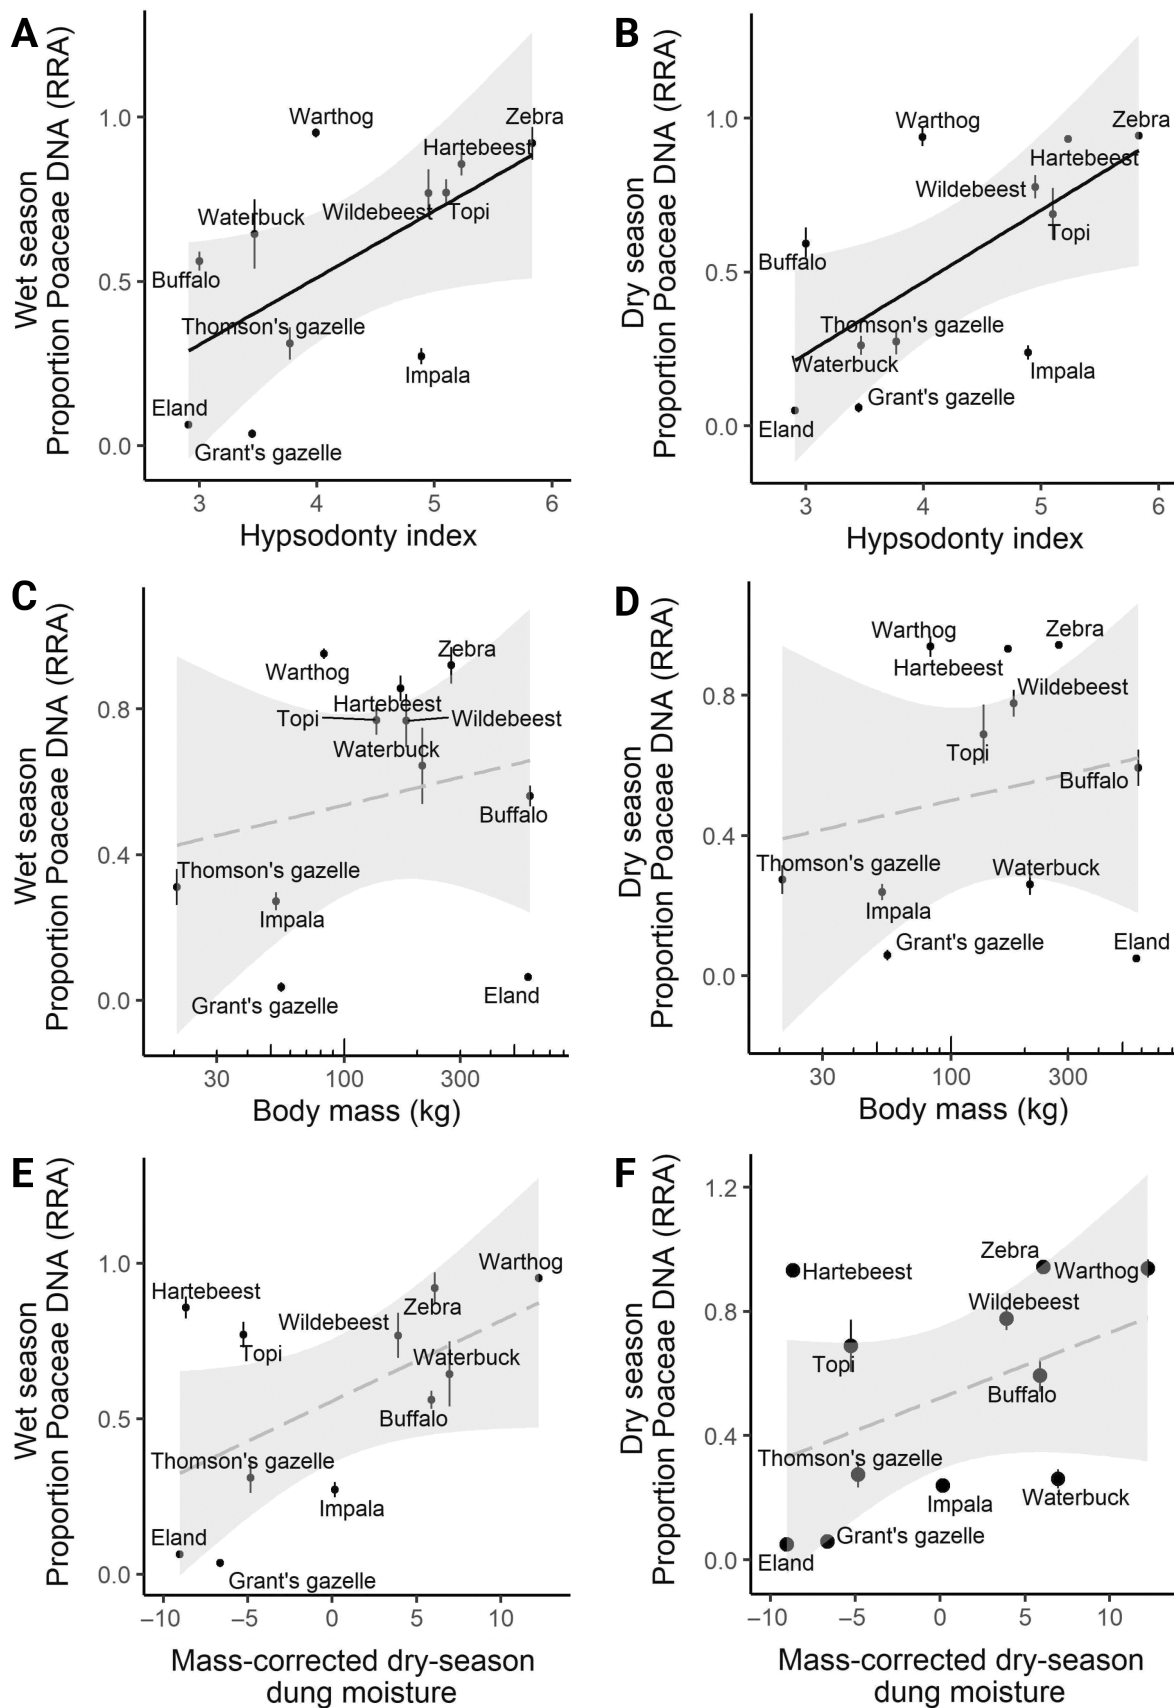 A
Wet season
Proportion Poaceae DNA (RRA)
1.0
0.5
0.0
Warthog
Zebra
Hartebeest
Waterbuck
Wildebeest
Topi
Buffalo
Thomson's gazelle
Impala
Eland
Grant's gazelle
3
4
5
6
Hypsodonty index
B
Dry season
Proportion Poaceae DNA (RRA)
1.0
0.5
0.0
Warthog
Zebra
Hartebeest
Wildebeest
Topi
Buffalo
Thomson's gazelle
Waterbuck
Impala
Grant's gazelle
Eland
3
4
5
6
Hypsodonty index
C
Wet season
Proportion Poaceae DNA (RRA)
0.8
0.4
0.0
Zebra
Warthog
Hartebeest
Topi
Wildebeest
Waterbuck
Buffalo
Thomson's gazelle
Impala
Eland
Grant's gazelle
30
100
300
Body mass (kg)
D
Dry season
Proportion Poaceae DNA (RRA)
0.8
0.4
0.0
Warthog
Zebra
Hartebeest
Wildebeest
Topi
Buffalo
Thomson's gazelle
Waterbuck
Impala
Grant's gazelle
Eland
30
100
300
Body mass (kg)
E
Wet season
Proportion Poaceae DNA (RRA)
1.0
0.5
0.0
Warthog
Hartebeest
Zebra
Wildebeest
Topi
Waterbuck
Buffalo
Thomson's gazelle
Impala
Eland
Grant's gazelle
−10
−5
0
5
10
Mass-corrected dry-season
dung moisture
F
Dry season
Proportion Poaceae DNA (RRA)
1.2
0.8
0.4
0.0
Zebra
Hartebeest
Warthog
Wildebeest
Topi
Buffalo
Thomson's gazelle
Waterbuck
Impala
Grant's gazelle
Eland
−10
−5
0
5
10
Mass-corrected dry-season
dung moisture